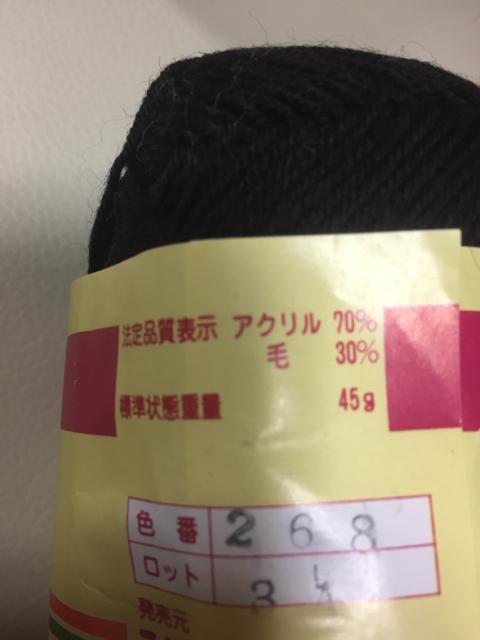 法定品質表示 アクリル 70%
毛 30%
標準状態重量 45g
色番 268
ロット
発売元